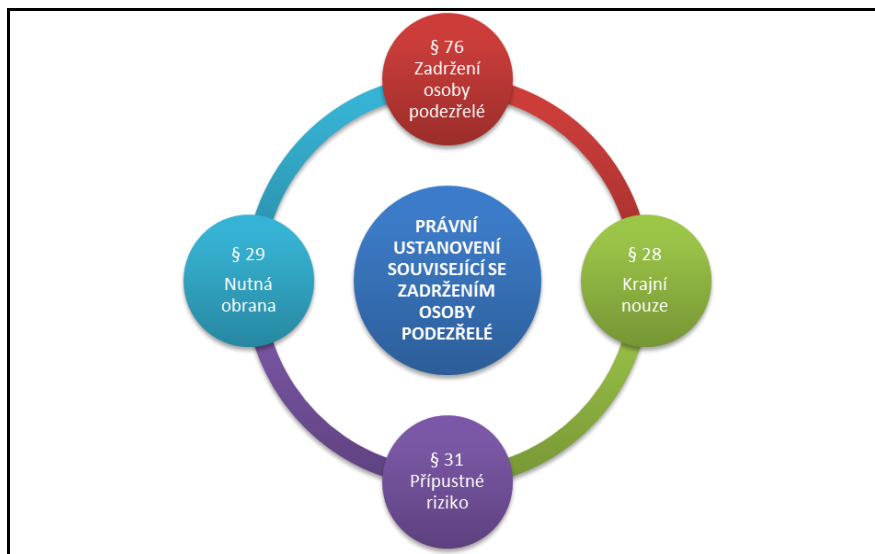 § 76
Zadržení
osoby
podezřelé
PRÁVNÍ
USTANOVENÍ
SOUVISEJÍCÍ SE
ZADRŽENÍM
OSOBY
PODEZŘELÉ
§ 29
Nutná
obrana
§ 28
Krajní
nouze
§ 31
Přípustné
riziko